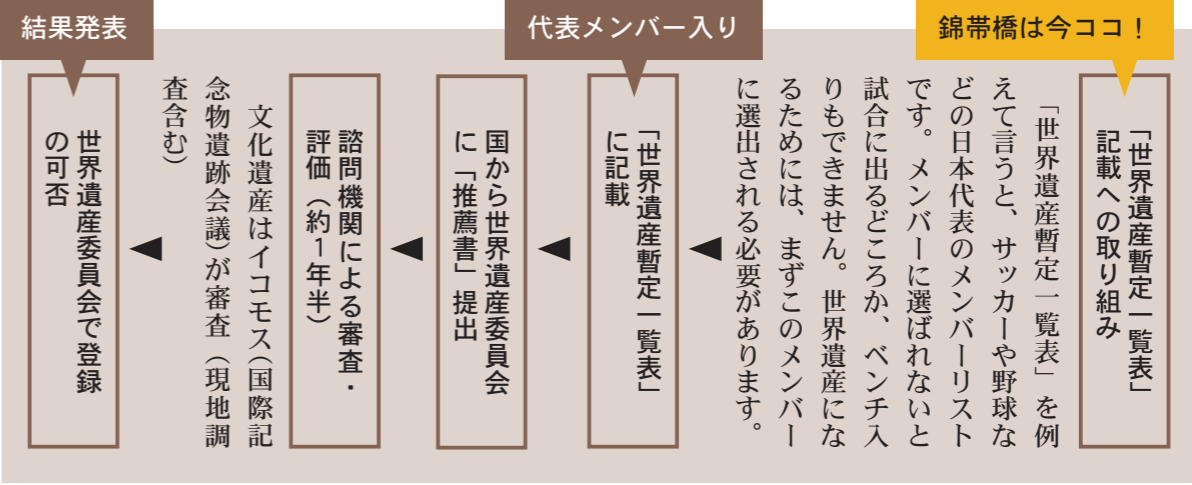 錦帯橋は今ココ！
「世界遺産暫定一覧表」
記載への取り組み
「世界遺産暫定一覧表」を例
えて言うと、サッカーや野球な
どの日本代表のメンバーリスト
です。メンバーに選ばれないと
試合に出るどころか、ベンチ入
りもできません。世界遺産にな
るためには、まずこのメンバー
に選出される必要があります。
代表メンバー入り
「世界遺産暫定一覧表」
に記載
国から世界遺産委員会
に「推薦書」提出
諮問機関による審査・
評価（約1年半）
文化遺産はイコモス(国際記
念物遺跡会議)が審査（現地調
査含む）
結果発表
世界遺産委員会で登録
の可否